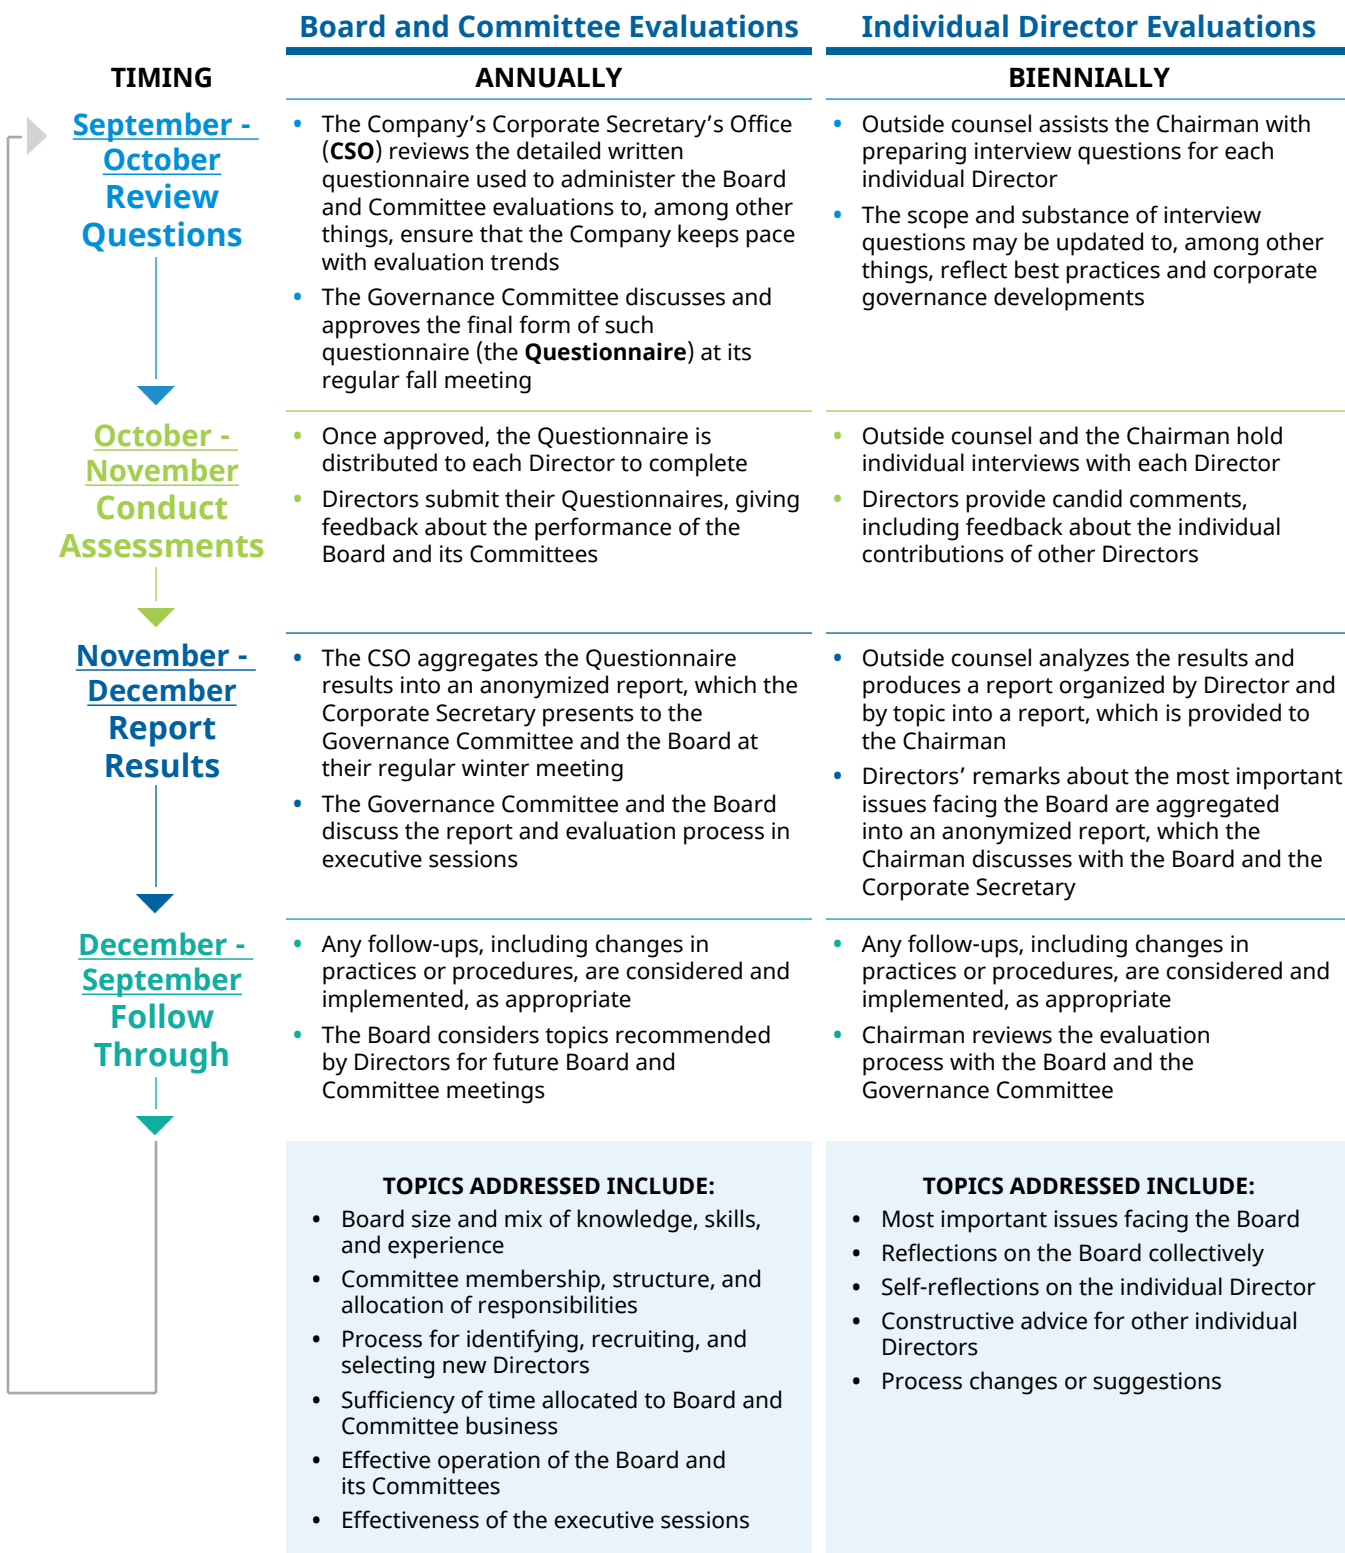 Board and Committee Evaluations
Individual Director Evaluations
TIMING
ANNUALLY
BIENNIALLY
September -
October
Review
Questions
• The Company’s Corporate Secretary’s Office
(CSO) reviews the detailed written
questionnaire used to administer the Board
and Committee evaluations to, among other
things, ensure that the Company keeps pace
with evaluation trends
• The Governance Committee discusses and
approves the final form of such
questionnaire (the Questionnaire) at its
regular fall meeting
• Outside counsel assists the Chairman with
preparing interview questions for each
individual Director
• The scope and substance of interview
questions may be updated to, among other
things, reflect best practices and corporate
governance developments
October -
November
Conduct
Assessments
• Once approved, the Questionnaire is
distributed to each Director to complete
• Directors submit their Questionnaires, giving
feedback about the performance of the
Board and its Committees
• Outside counsel and the Chairman hold
individual interviews with each Director
• Directors provide candid comments,
including feedback about the individual
contributions of other Directors
November -
December
Report
Results
• The CSO aggregates the Questionnaire
results into an anonymized report, which the
Corporate Secretary presents to the
Governance Committee and the Board at
their regular winter meeting
• The Governance Committee and the Board
discuss the report and evaluation process in
executive sessions
• Outside counsel analyzes the results and
produces a report organized by Director and
by topic into a report, which is provided to
the Chairman
• Directors’ remarks about the most important
issues facing the Board are aggregated
into an anonymized report, which the
Chairman discusses with the Board and the
Corporate Secretary
December -
September
Follow
Through
• Any follow-ups, including changes in
practices or procedures, are considered and
implemented, as appropriate
• The Board considers topics recommended
by Directors for future Board and
Committee meetings
• Any follow-ups, including changes in
practices or procedures, are considered and
implemented, as appropriate
• Chairman reviews the evaluation
process with the Board and the
Governance Committee
TOPICS ADDRESSED INCLUDE:
• Board size and mix of knowledge, skills,
and experience
• Committee membership, structure, and
allocation of responsibilities
• Process for identifying, recruiting, and
selecting new Directors
• Sufficiency of time allocated to Board and
Committee business
• Effective operation of the Board and
its Committees
• Effectiveness of the executive sessions
TOPICS ADDRESSED INCLUDE:
• Most important issues facing the Board
• Reflections on the Board collectively
• Self-reflections on the individual Director
• Constructive advice for other individual
Directors
• Process changes or suggestions